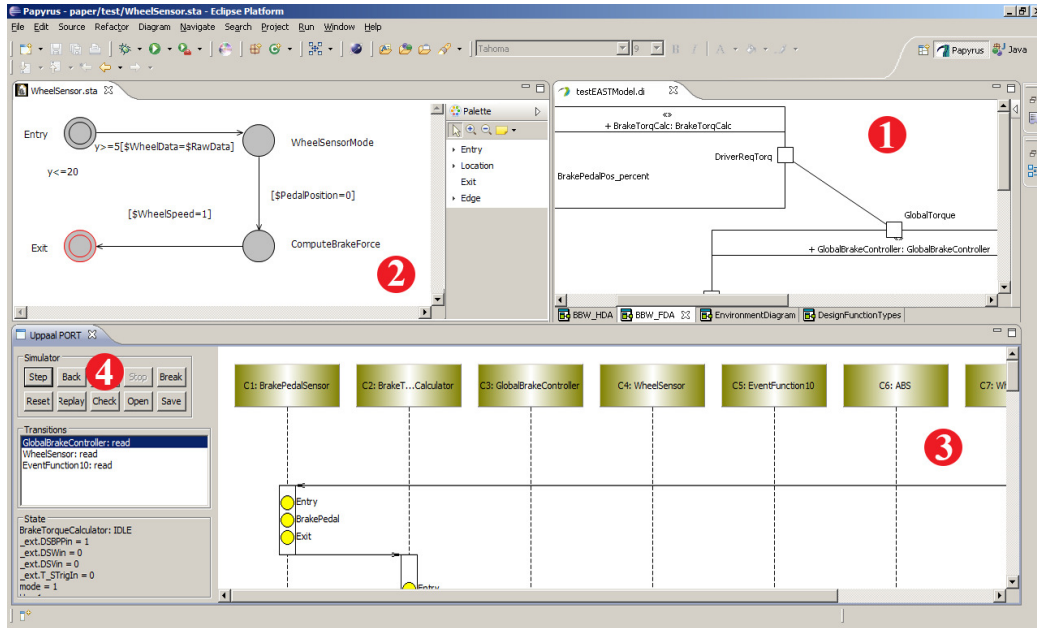 Papyrus - paper/test/WheelSensor.sta - Eclipse Platform
File Edit Source Refactor Diagram Navigate Search Project Run Window Help
Tahoma 9 B I A Papyrus Java
WheelSensor.sta
Entry
y>=5[$WheelData=$RawData]
WheelSensorMode
y<=20
[$PedalPosition=0]
[$WheelSpeed=1]
Exit
ComputeBrakeForce
2
Palette
Entry
Location
Exit
Edge
testEASTModel.di
1
+ BrakeTorqCalc: BrakeTorqCalc
DriverReqTorq
BrakePedalPos_percent
GlobalTorque
+ GlobalBrakeController: GlobalBrakeController
BBW_HDA BBW_FDA EnvironmentDiagram DesignFunctionTypes
Uppaal PORT
Simulator
Step Back 4 Stop Break
Reset Replay Check Open Save
Transitions
GlobalBrakeController: read
WheelSensor: read
EventFunction10: read
State
BrakeTorqueCalculator: IDLE
_ext.DSBPPin = 1
_ext.DSWin = 0
_ext.DSVin = 0
_ext.T_STrigIn = 0
mode = 1
C1: BrakePedalSensor C2: BrakeT...Calculator C3: GlobalBrakeController C4: WheelSensor C5: EventFunction10 C6: ABS C7: Wh
3
Entry
BrakePedal
Exit
Entry